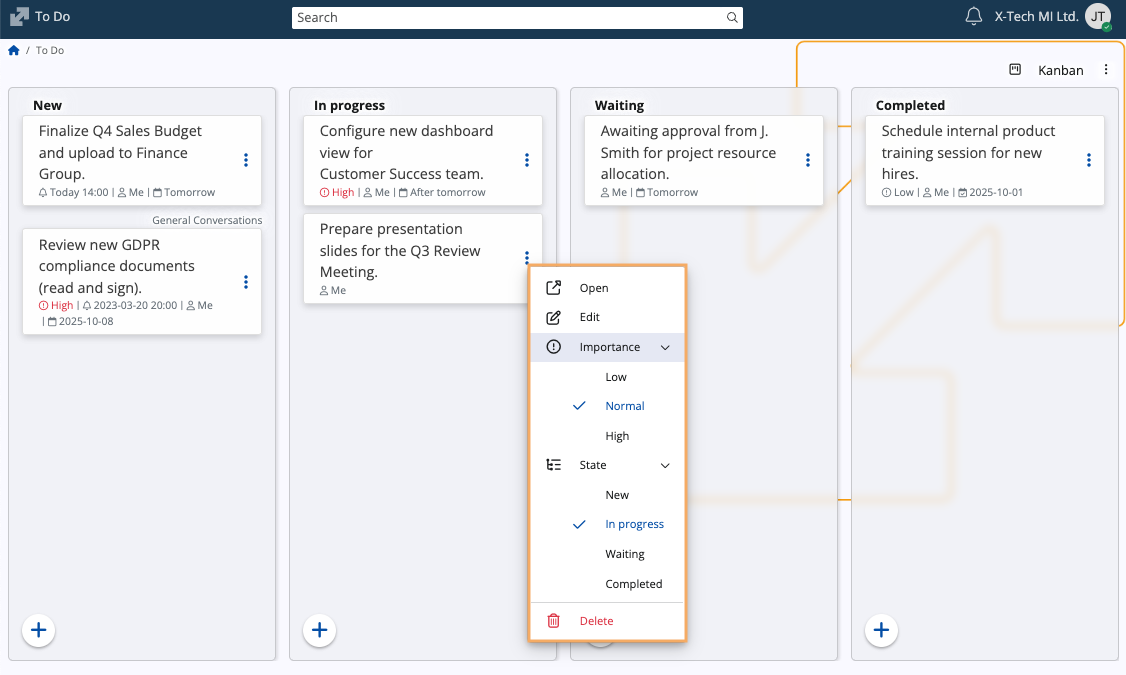 To Do
Search
X-Tech MI Ltd.
JT
/ To Do
Kanban
New
Finalize Q4 Sales Budget
and upload to Finance
Group.
Today 14:00 | Me | Tomorrow
General Conversations
Review new GDPR
compliance documents
(read and sign).
High | 2023-03-20 20:00 | Me
| 2025-10-08
In progress
Configure new dashboard
view for
Customer Success team.
High | Me | After tomorrow
Prepare presentation
slides for the Q3 Review
Meeting.
Me
Waiting
Awaiting approval from J.
Smith for project resource
allocation.
Me | Tomorrow
Completed
Schedule internal product
training session for new
hires.
Low | Me | 2025-10-01
Open
Edit
Importance
Low
Normal
High
State
New
In progress
Waiting
Completed
Delete